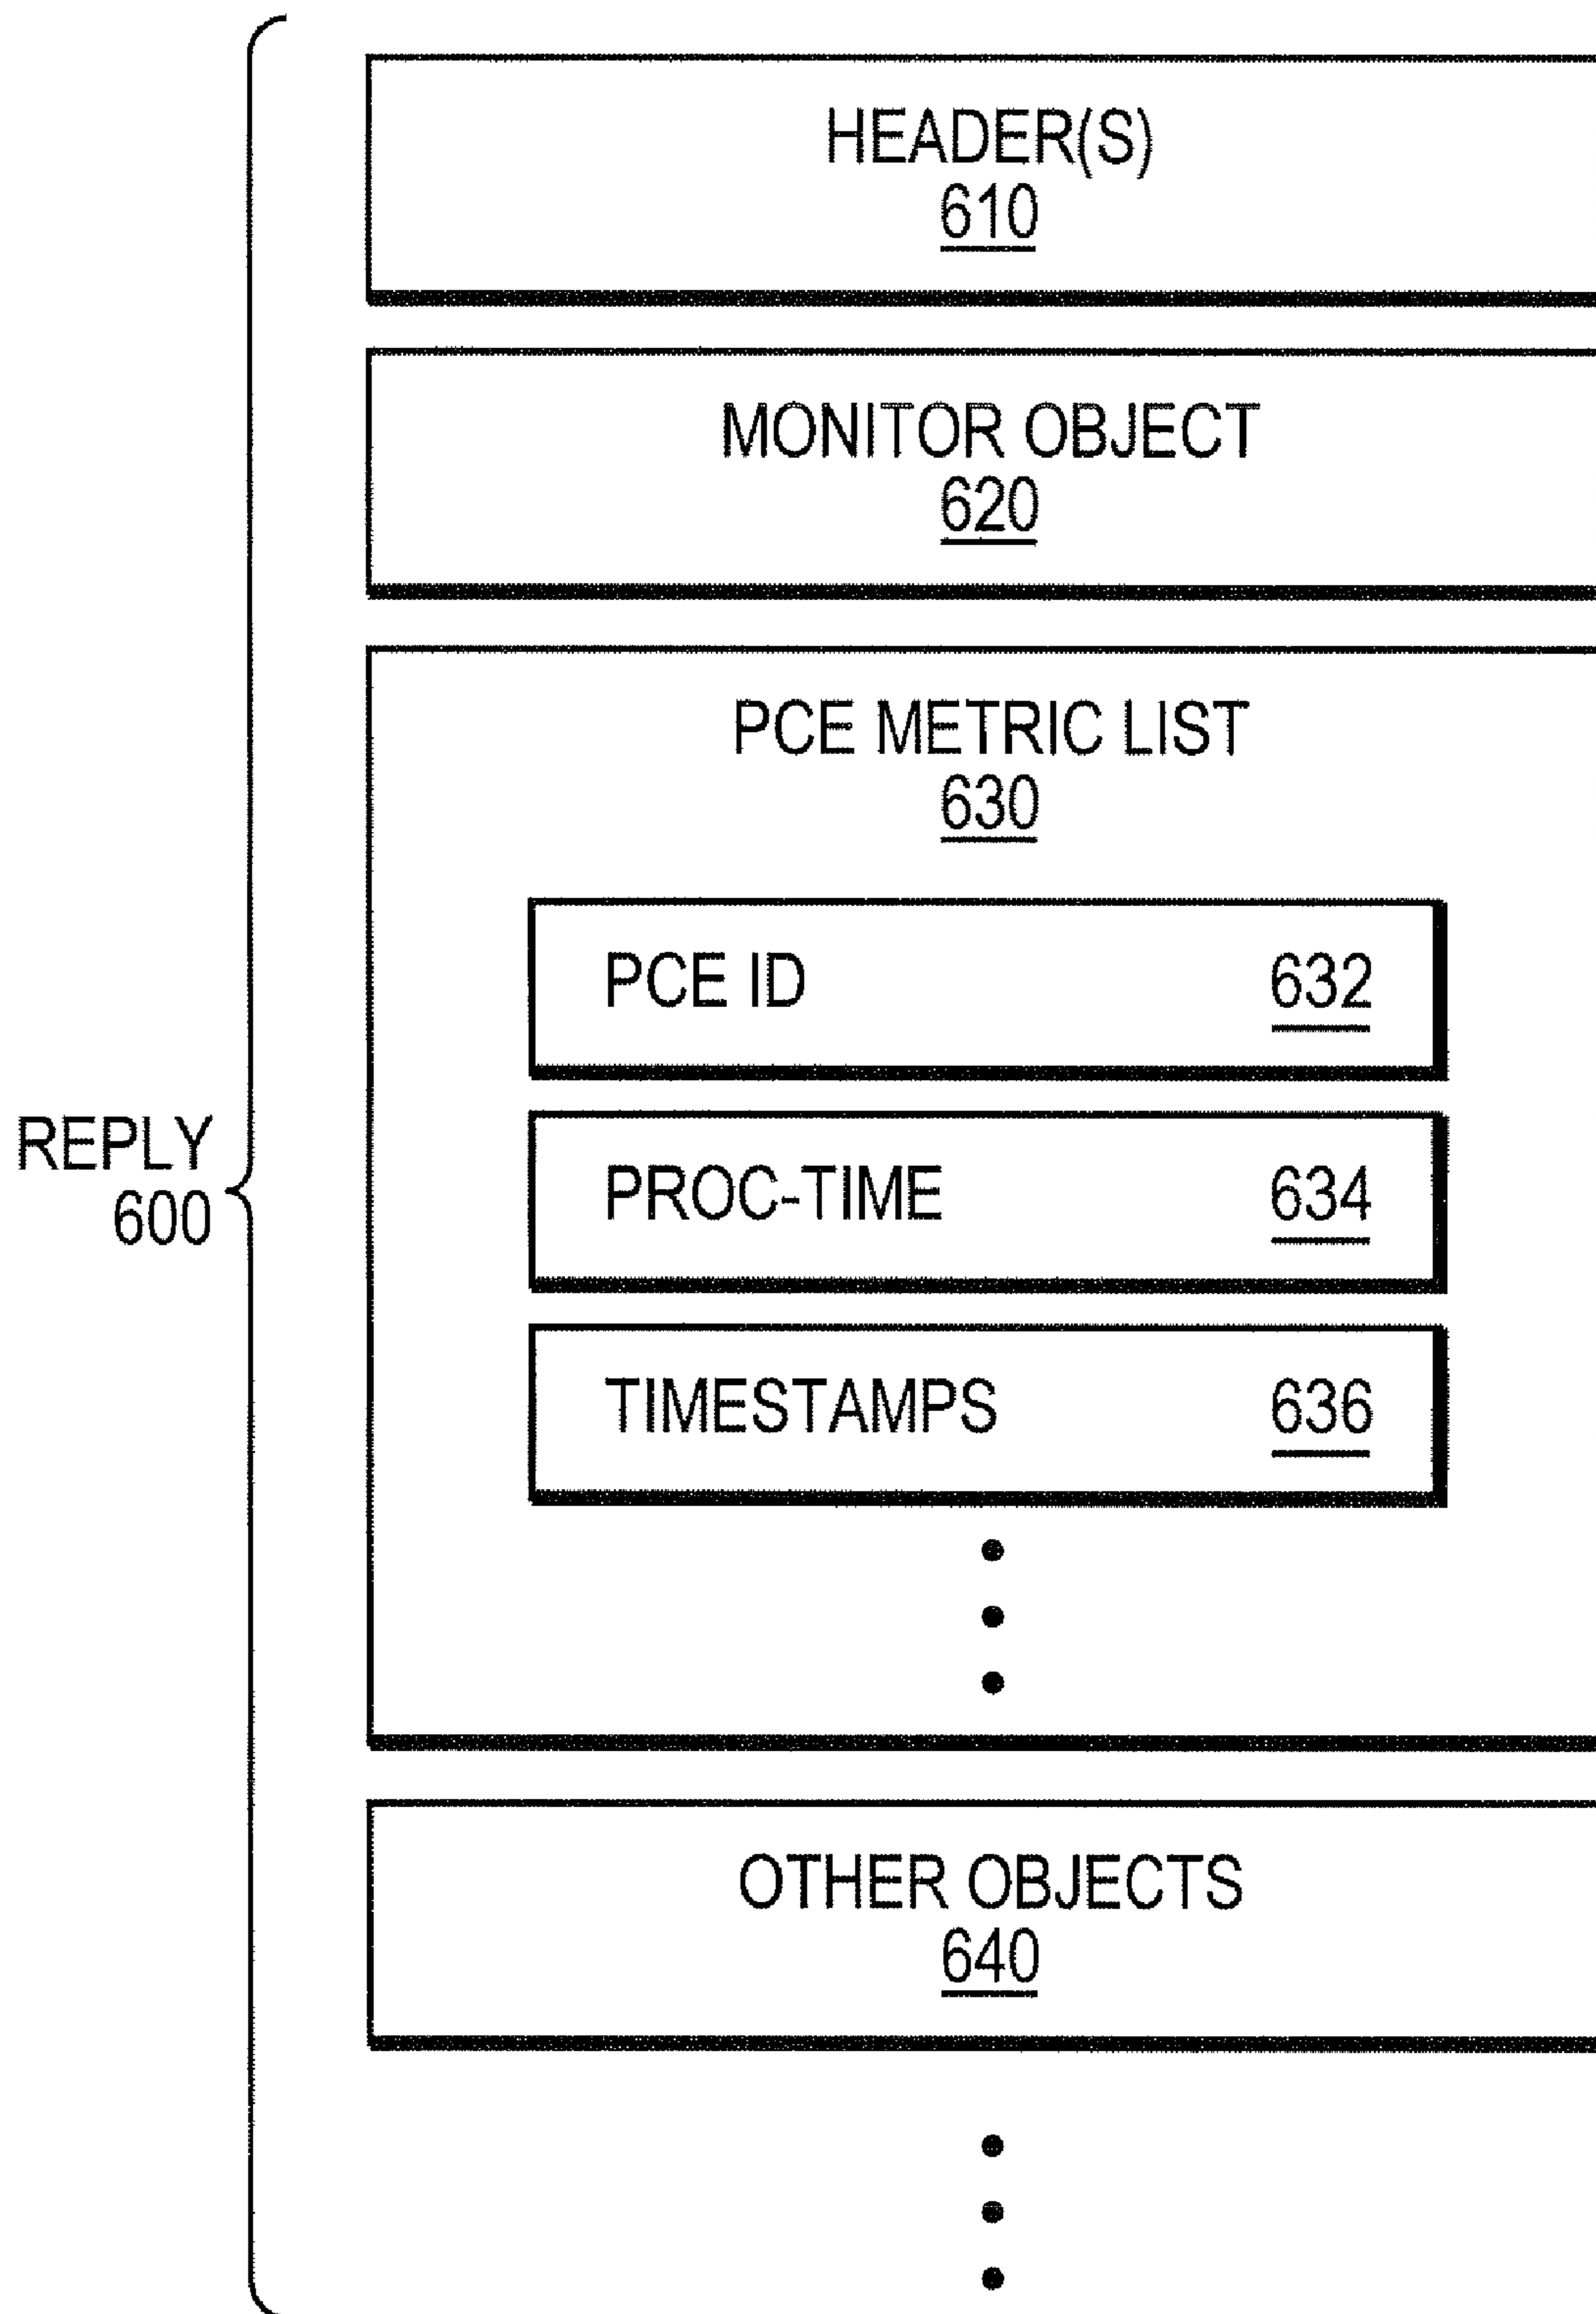 HEADER(S)
610
MONITOR OBJECT
620
PCE METRIC LIST
630
PCE ID 632
REPLY
600
PROC-TIME 634
TIMESTAMPS 636
OTHER OBJECTS
640